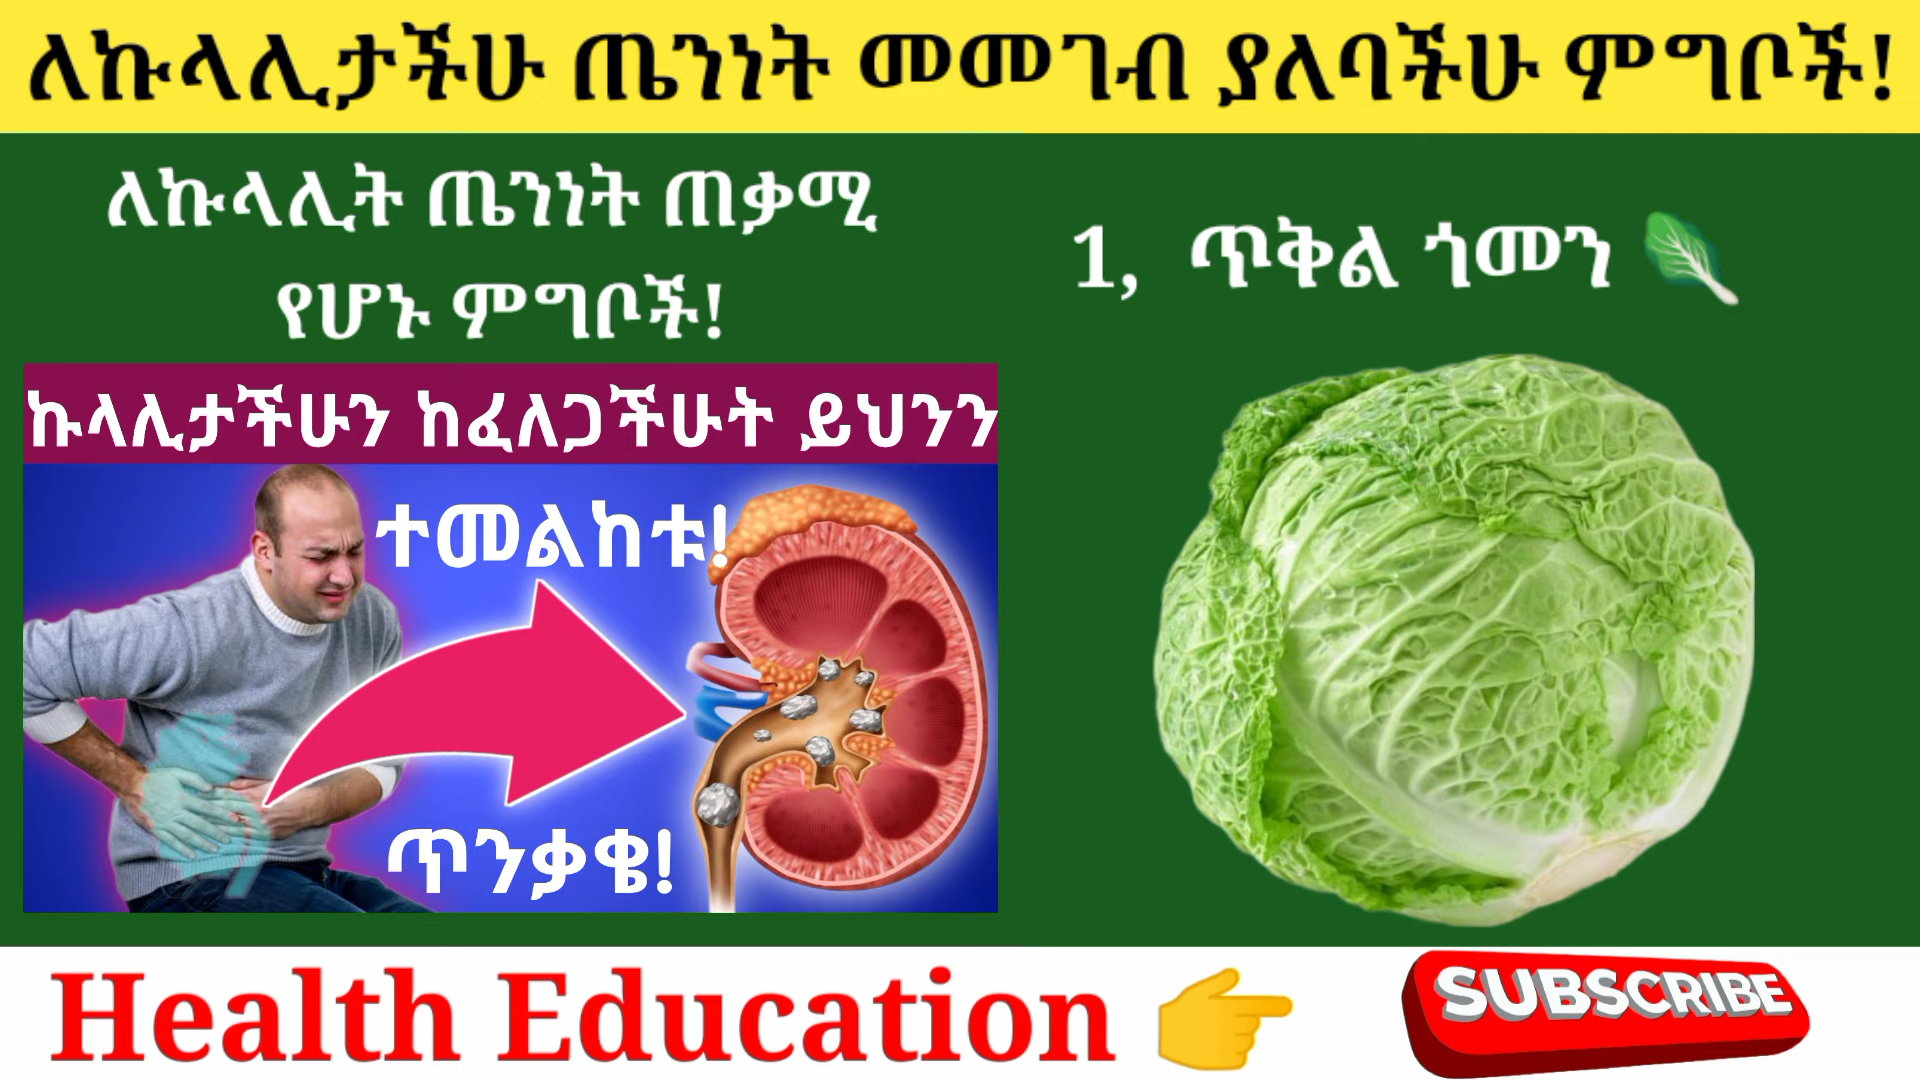 ለኩላሊታችሁ ጤንነት መመገብ ያለባችሁ ምግቦች!
ለኩላሊት ጤንነት ጠቃሚ
የሆኑ ምግቦች!
1, ጥቅል ጎመን
ኩላሊታችሁን ከፈለጋችሁት ይህንን
ተመልከቱ!
ጥንቃቄ!
Health Education
SUBSCRIBE